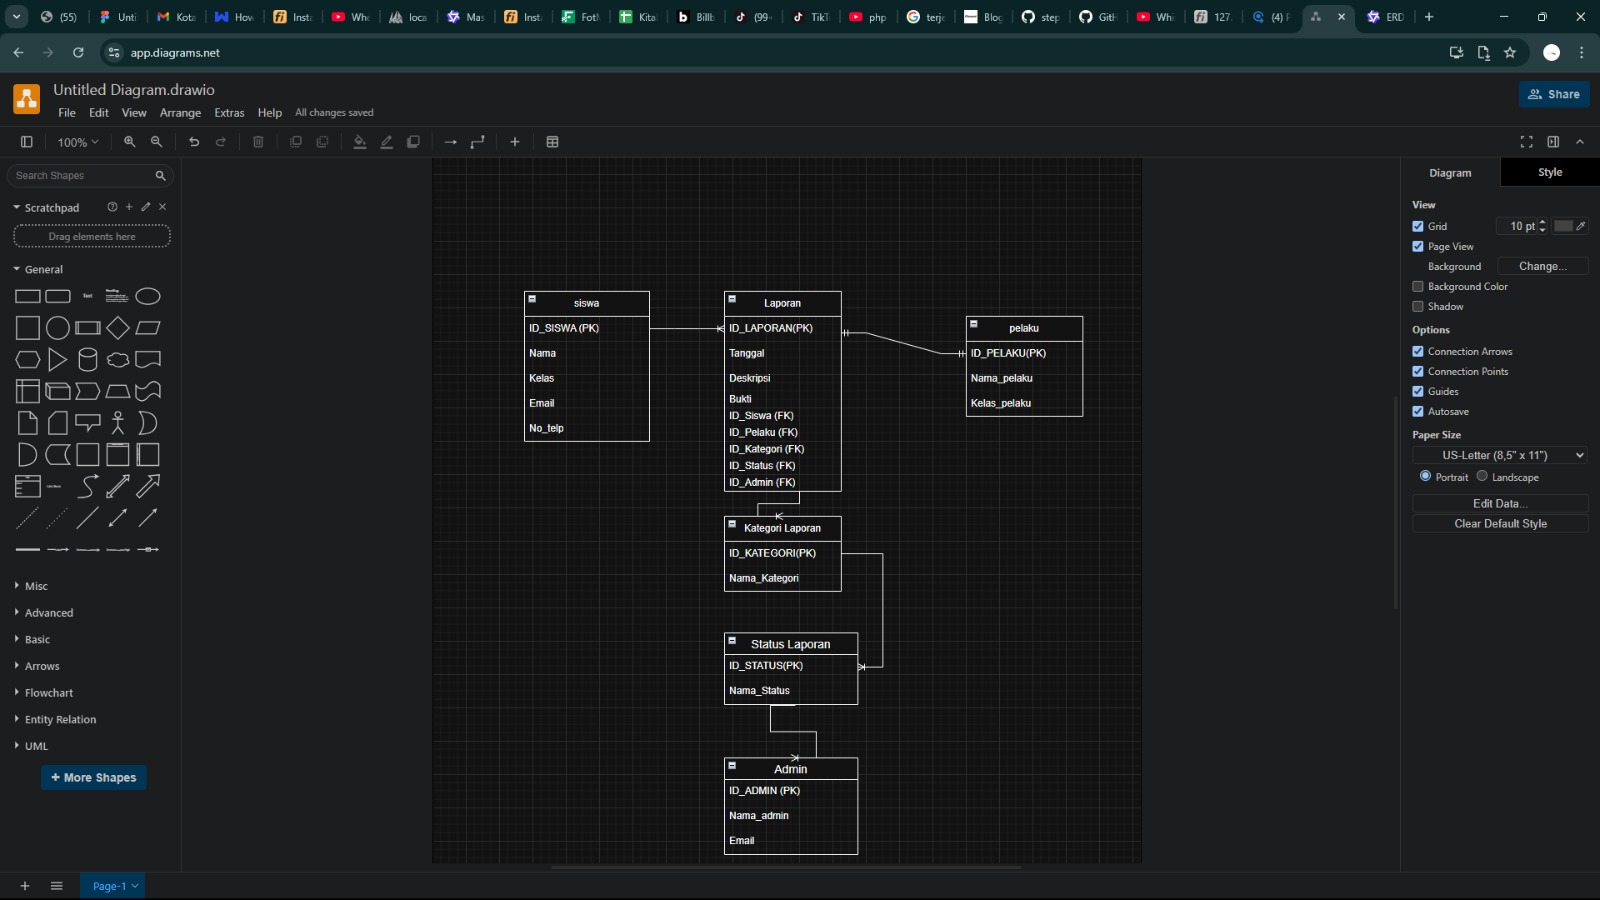 (55)
Unti
Kota
How
Insta
Whe
loca
Mas
Insta
FotM
Kita
Billb
(99+
TikT
php
terje
Blog
step
GitH
Whi
127.
(4) F
ERD
app.diagrams.net
Untitled Diagram.drawio
File Edit View Arrange Extras Help All changes saved
Share
100%
Search Shapes
Scratchpad
Drag elements here
General
Text
Misc
Advanced
Basic
Arrows
Flowchart
Entity Relation
UML
+ More Shapes
siswa
ID_SISWA (PK)
Nama
Kelas
Email
No_telp
Laporan
ID_LAPORAN(PK)
Tanggal
Deskripsi
Bukti
ID_Siswa (FK)
ID_Pelaku (FK)
ID_Kategori (FK)
ID_Status (FK)
ID_Admin (FK)
pelaku
ID_PELAKU(PK)
Nama_pelaku
Kelas_pelaku
Kategori Laporan
ID_KATEGORI(PK)
Nama_Kategori
Status Laporan
ID_STATUS(PK)
Nama_Status
Admin
ID_ADMIN (PK)
Nama_admin
Email
Diagram
Style
View
Grid
10 pt
Page View
Background
Change...
Background Color
Shadow
Options
Connection Arrows
Connection Points
Guides
Autosave
Paper Size
US-Letter (8,5" x 11")
Portrait
Landscape
Edit Data...
Clear Default Style
Page-1